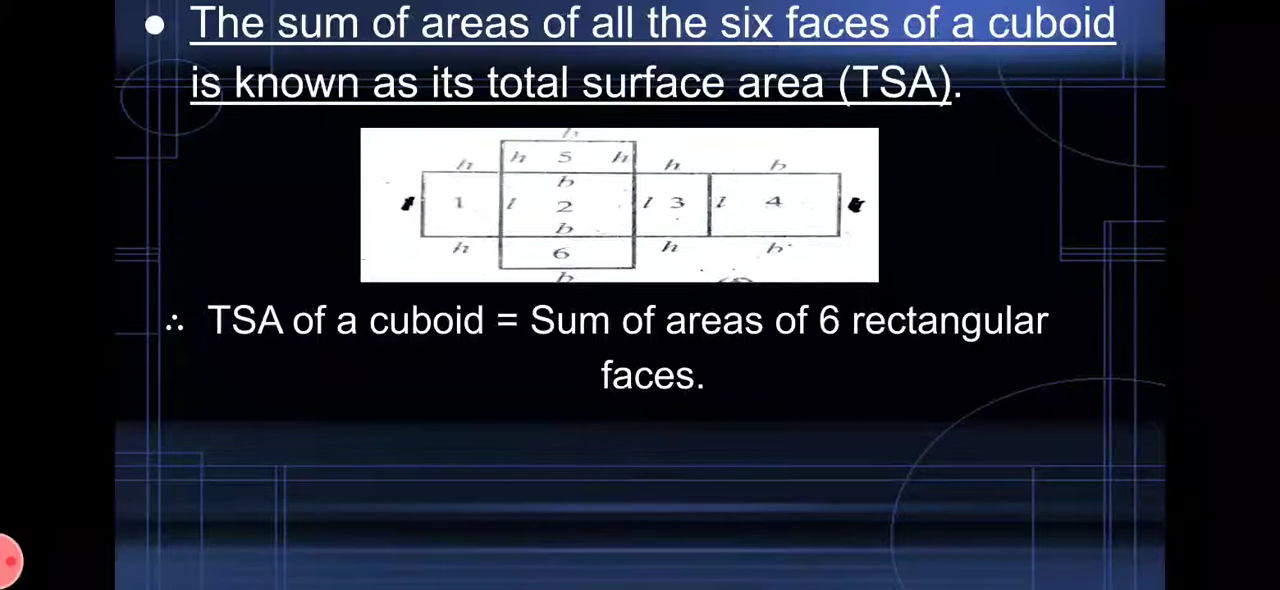 • The sum of areas of all the six faces of a cuboid
is known as its total surface area (TSA).
b
h h 5 h h b
b
1 l 2 l 3 l 4
b
h 6 h b
b
∴ TSA of a cuboid = Sum of areas of 6 rectangular
faces.